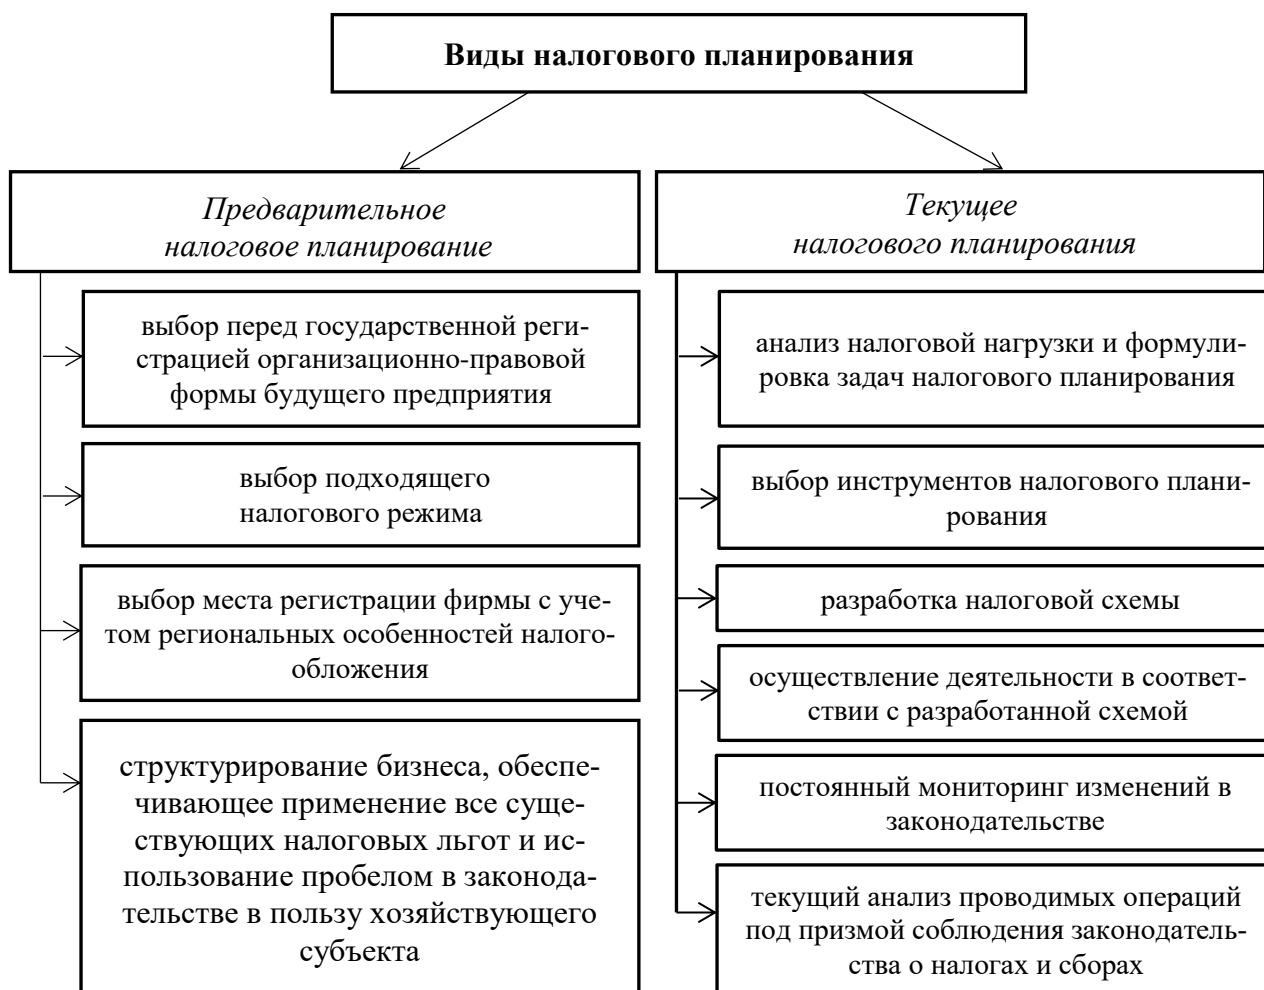 Виды налогового планирования
Предварительное
налоговое планирование
выбор перед государственной реги-
страцией организационно-правовой
формы будущего предприятия
выбор подходящего
налогового режима
выбор места регистрации фирмы с уче-
том региональных особенностей налого-
обложения
структурирование бизнеса, обеспе-
чивающее применение все суще-
ствующих налоговых льгот и ис-
пользование пробелом в законода-
тельстве в пользу хозяйствующего
субъекта
Текущее
налогового планирования
анализ налоговой нагрузки и формули-
ровка задач налогового планирования
выбор инструментов налогового плани-
рования
разработка налоговой схемы
осуществление деятельности в соответ-
ствии с разработанной схемой
постоянный мониторинг изменений в
законодательстве
текущий анализ проводимых операций
под призмой соблюдения законодатель-
ства о налогах и сборах